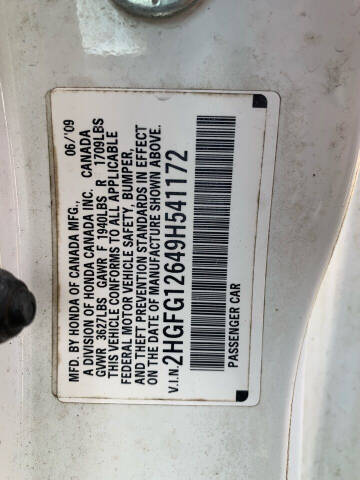 MFD. BY HONDA OF CANADA MFG., 06/'09
A DIVISION OF HONDA CANADA INC. CANADA
GVWR 3627LBS GAWR F 1940LBS R 1709LBS
THIS VEHICLE CONFORMS TO ALL APPLICABLE
FEDERAL MOTOR VEHICLE SAFETY, BUMPER,
AND THEFT PREVENTION STANDARDS IN EFFECT
ON THE DATE OF MANUFACTURE SHOWN ABOVE.
V.I.N. 2HGFG12649H541172
PASSENGER CAR